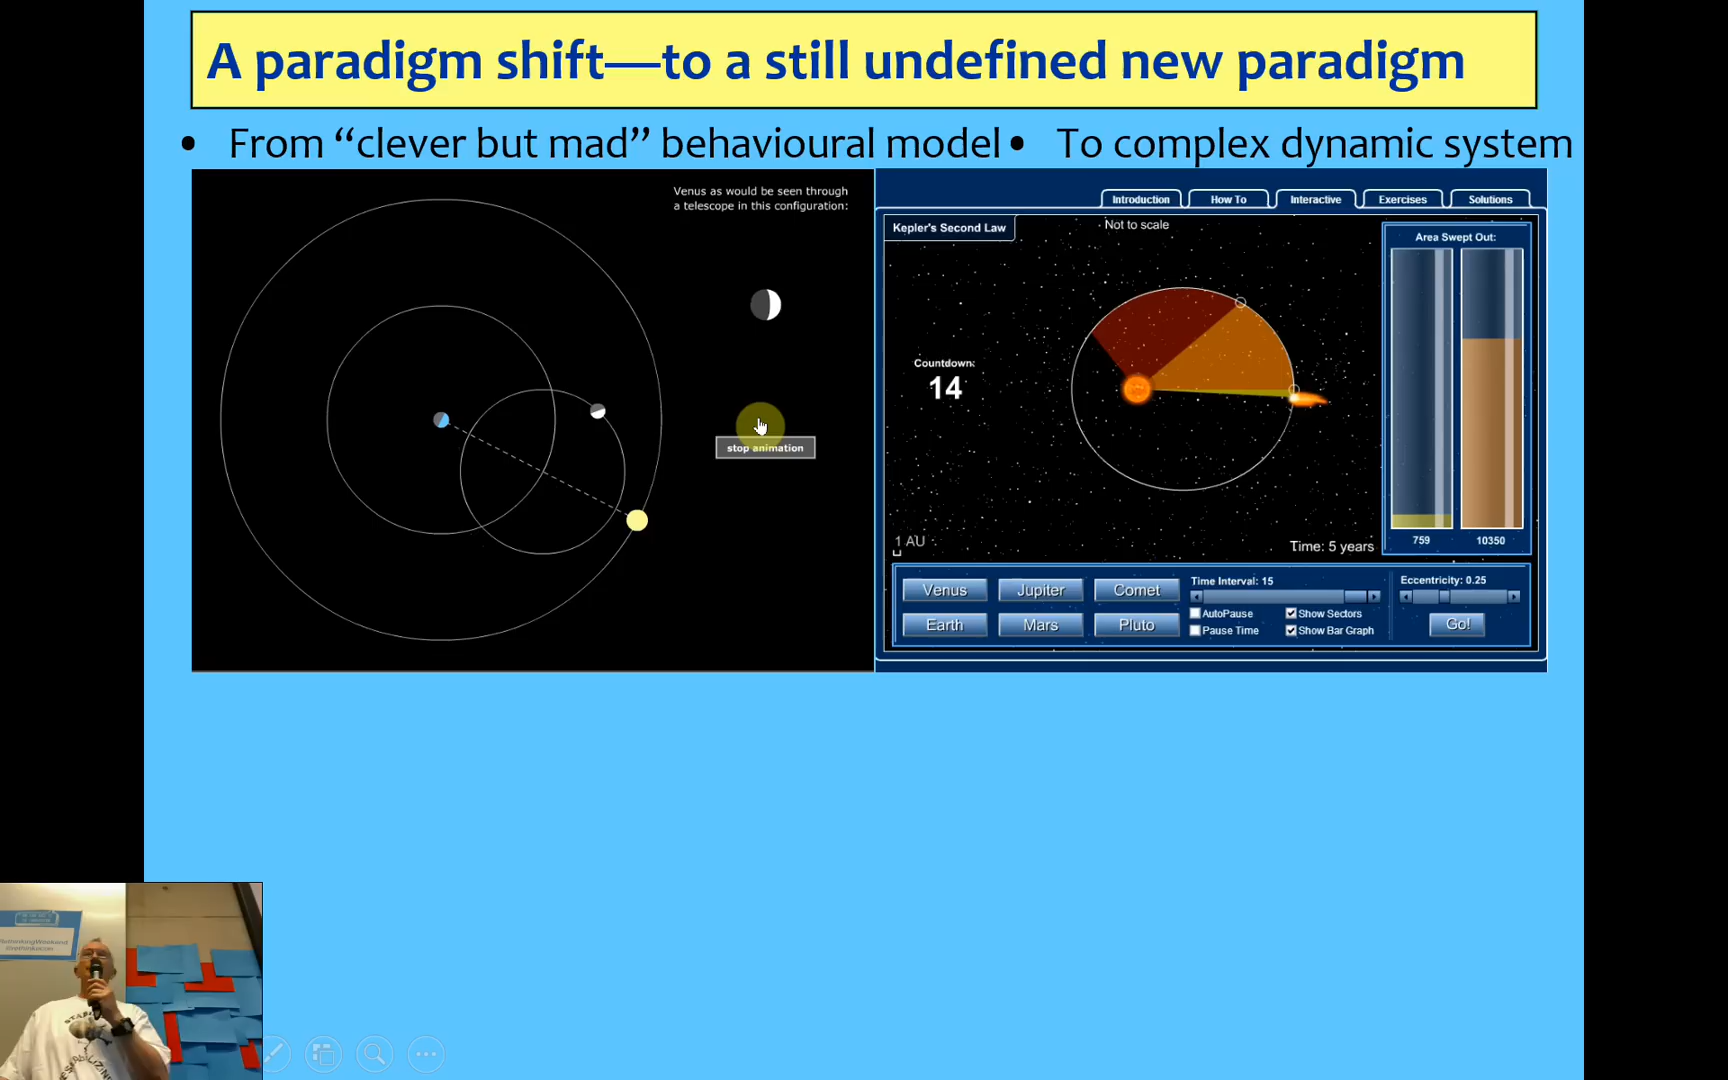 A paradigm shift—to a still undefined new paradigm
• From “clever but mad” behavioural model
• To complex dynamic system
Venus as would be seen through
a telescope in this configuration:
stop animation
Introduction
How To
Interactive
Exercises
Solutions
Kepler's Second Law
Not to scale
Area Swept Out:
Countdown:
14
1 AU
Time: 5 years
759
10350
Venus
Jupiter
Comet
Earth
Mars
Pluto
Time Interval: 15
AutoPause
Show Sectors
Pause Time
Show Bar Graph
Eccentricity: 0.25
Go!